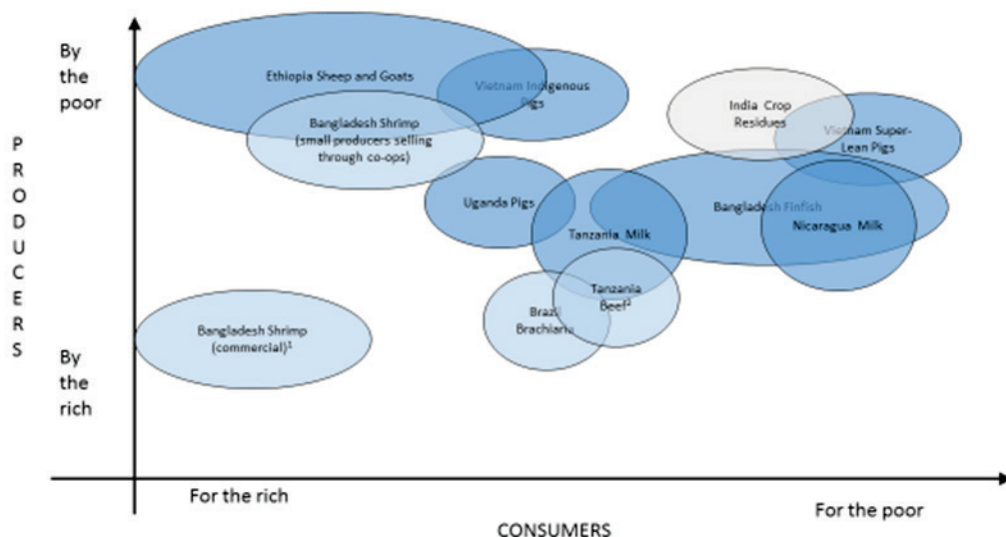 By
the
poor
PRODUCERS
By
the
rich
Ethiopia Sheep and Goats
Vietnam Indigenous
Pigs
Bangladesh Shrimp
(small producers selling
through co-ops)
India Crop
Residues
Vietnam Super-
Lean Pigs
Uganda Pigs
Tanzania Milk
Bangladesh Finfish
Nicaragua Milk
Tanzania
Beef²
Brazil
Brachiaria
Bangladesh Shrimp
(commercial)¹
For the rich
For the poor
CONSUMERS